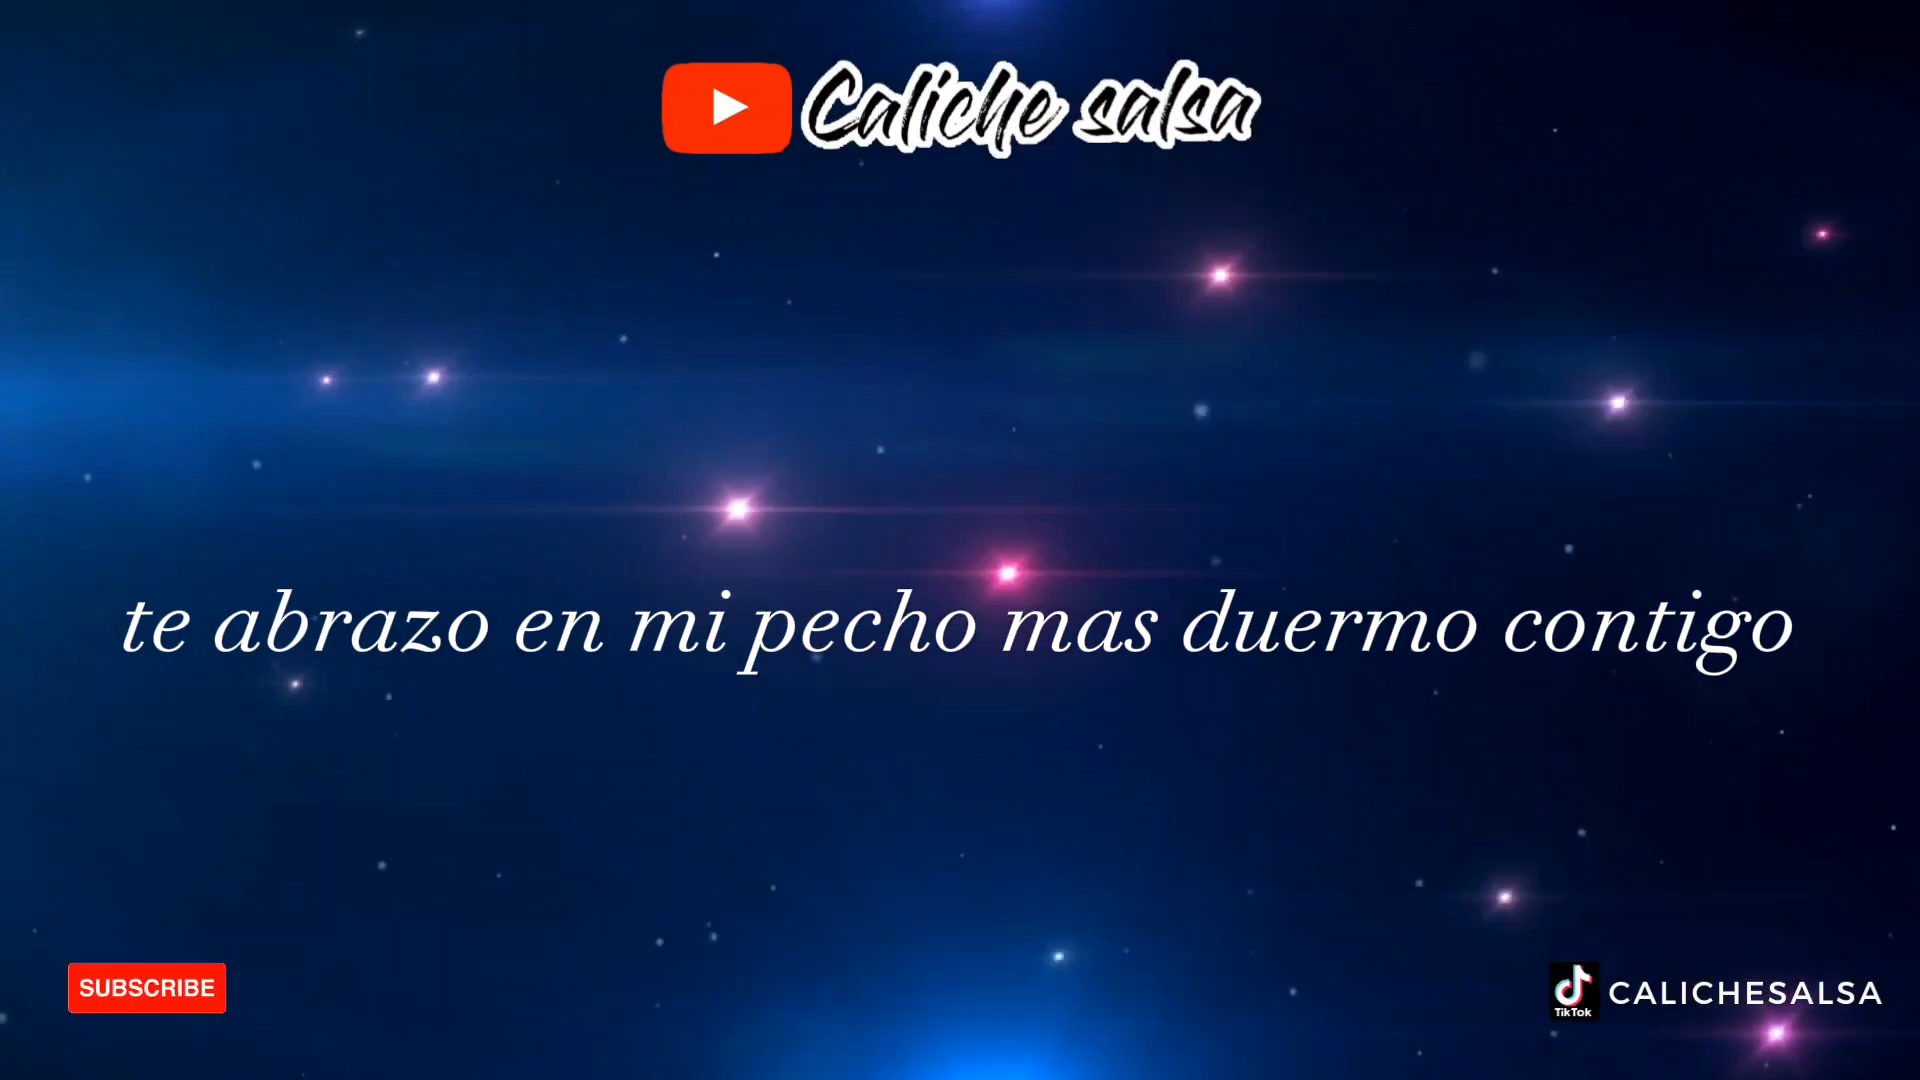 Caliche salsa
te abrazo en mi pecho mas duermo contigo
SUBSCRIBE
TikTok
CALICHESALSA